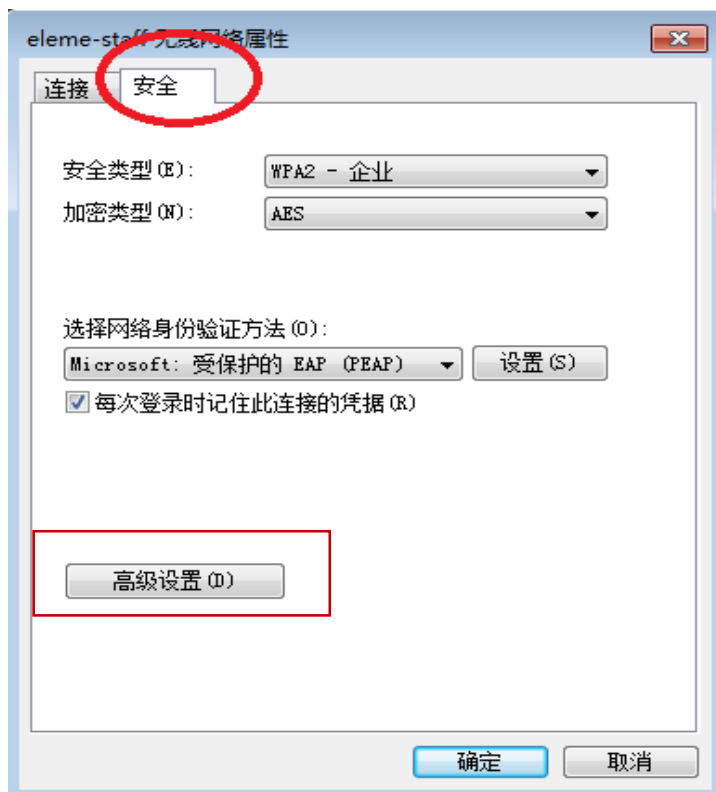 eleme-staff 无线网络属性
连接 安全
安全类型(E): WPA2 - 企业
加密类型(N): AES
选择网络身份验证方法(O):
Microsoft: 受保护的 EAP (PEAP) 设置(S)
每次登录时记住此连接的凭据(R)
高级设置(D)
确定 取消